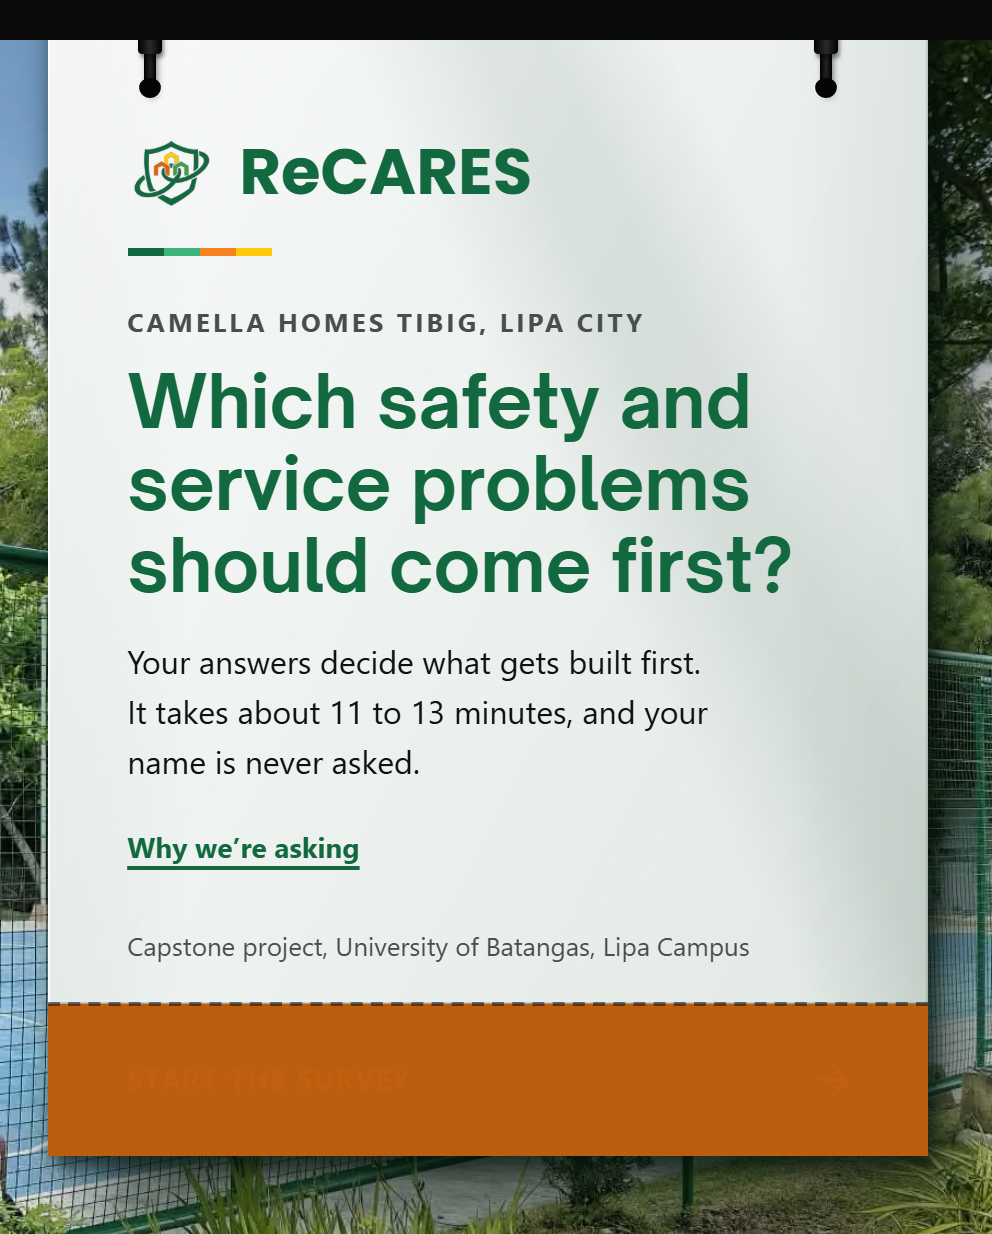 ReCARES
CAMELLA HOMES TIBIG, LIPA CITY
Which safety and
service problems
should come first?
Your answers decide what gets built first.
It takes about 11 to 13 minutes, and your
name is never asked.
Why we’re asking
Capstone project, University of Batangas, Lipa Campus
START THE SURVEY